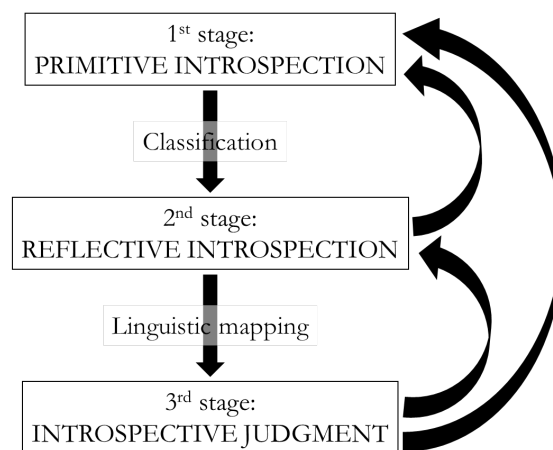 1st stage:
PRIMITIVE INTROSPECTION
Classification
2nd stage:
REFLECTIVE INTROSPECTION
Linguistic mapping
3rd stage:
INTROSPECTIVE JUDGMENT